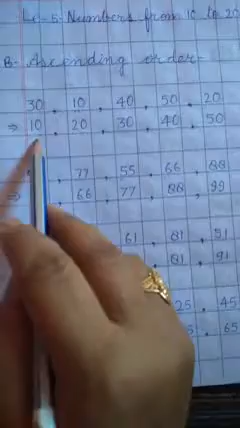 L-5. Numbers from 10 to 20
B- Ascending order-
30, 10, 40, 50, 20
⇒ 10, 20, 30, 40, 50
, 77, 55, 66, 88
⇒ , 66, 77, 88, 99
61, 81, 91
, 81, 91
25, 45
, 65